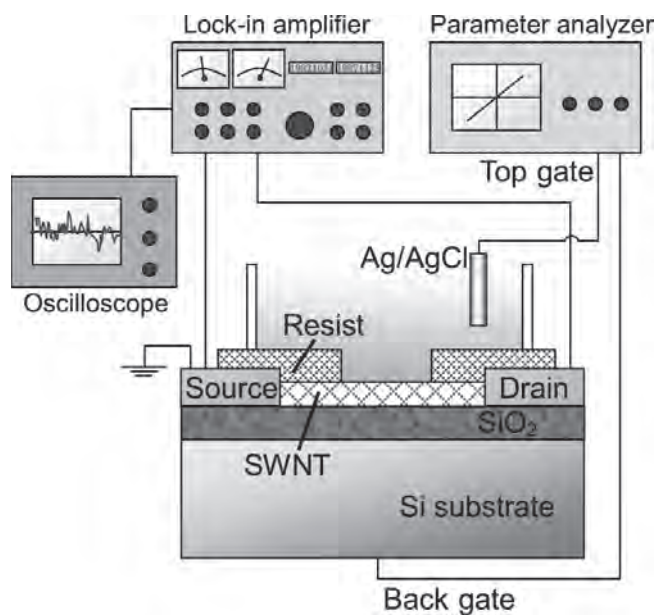 Lock-in amplifier
Parameter analyzer
Top gate
Ag/AgCl
Oscilloscope
Resist
Source
Drain
SiO₂
SWNT
Si substrate
Back gate